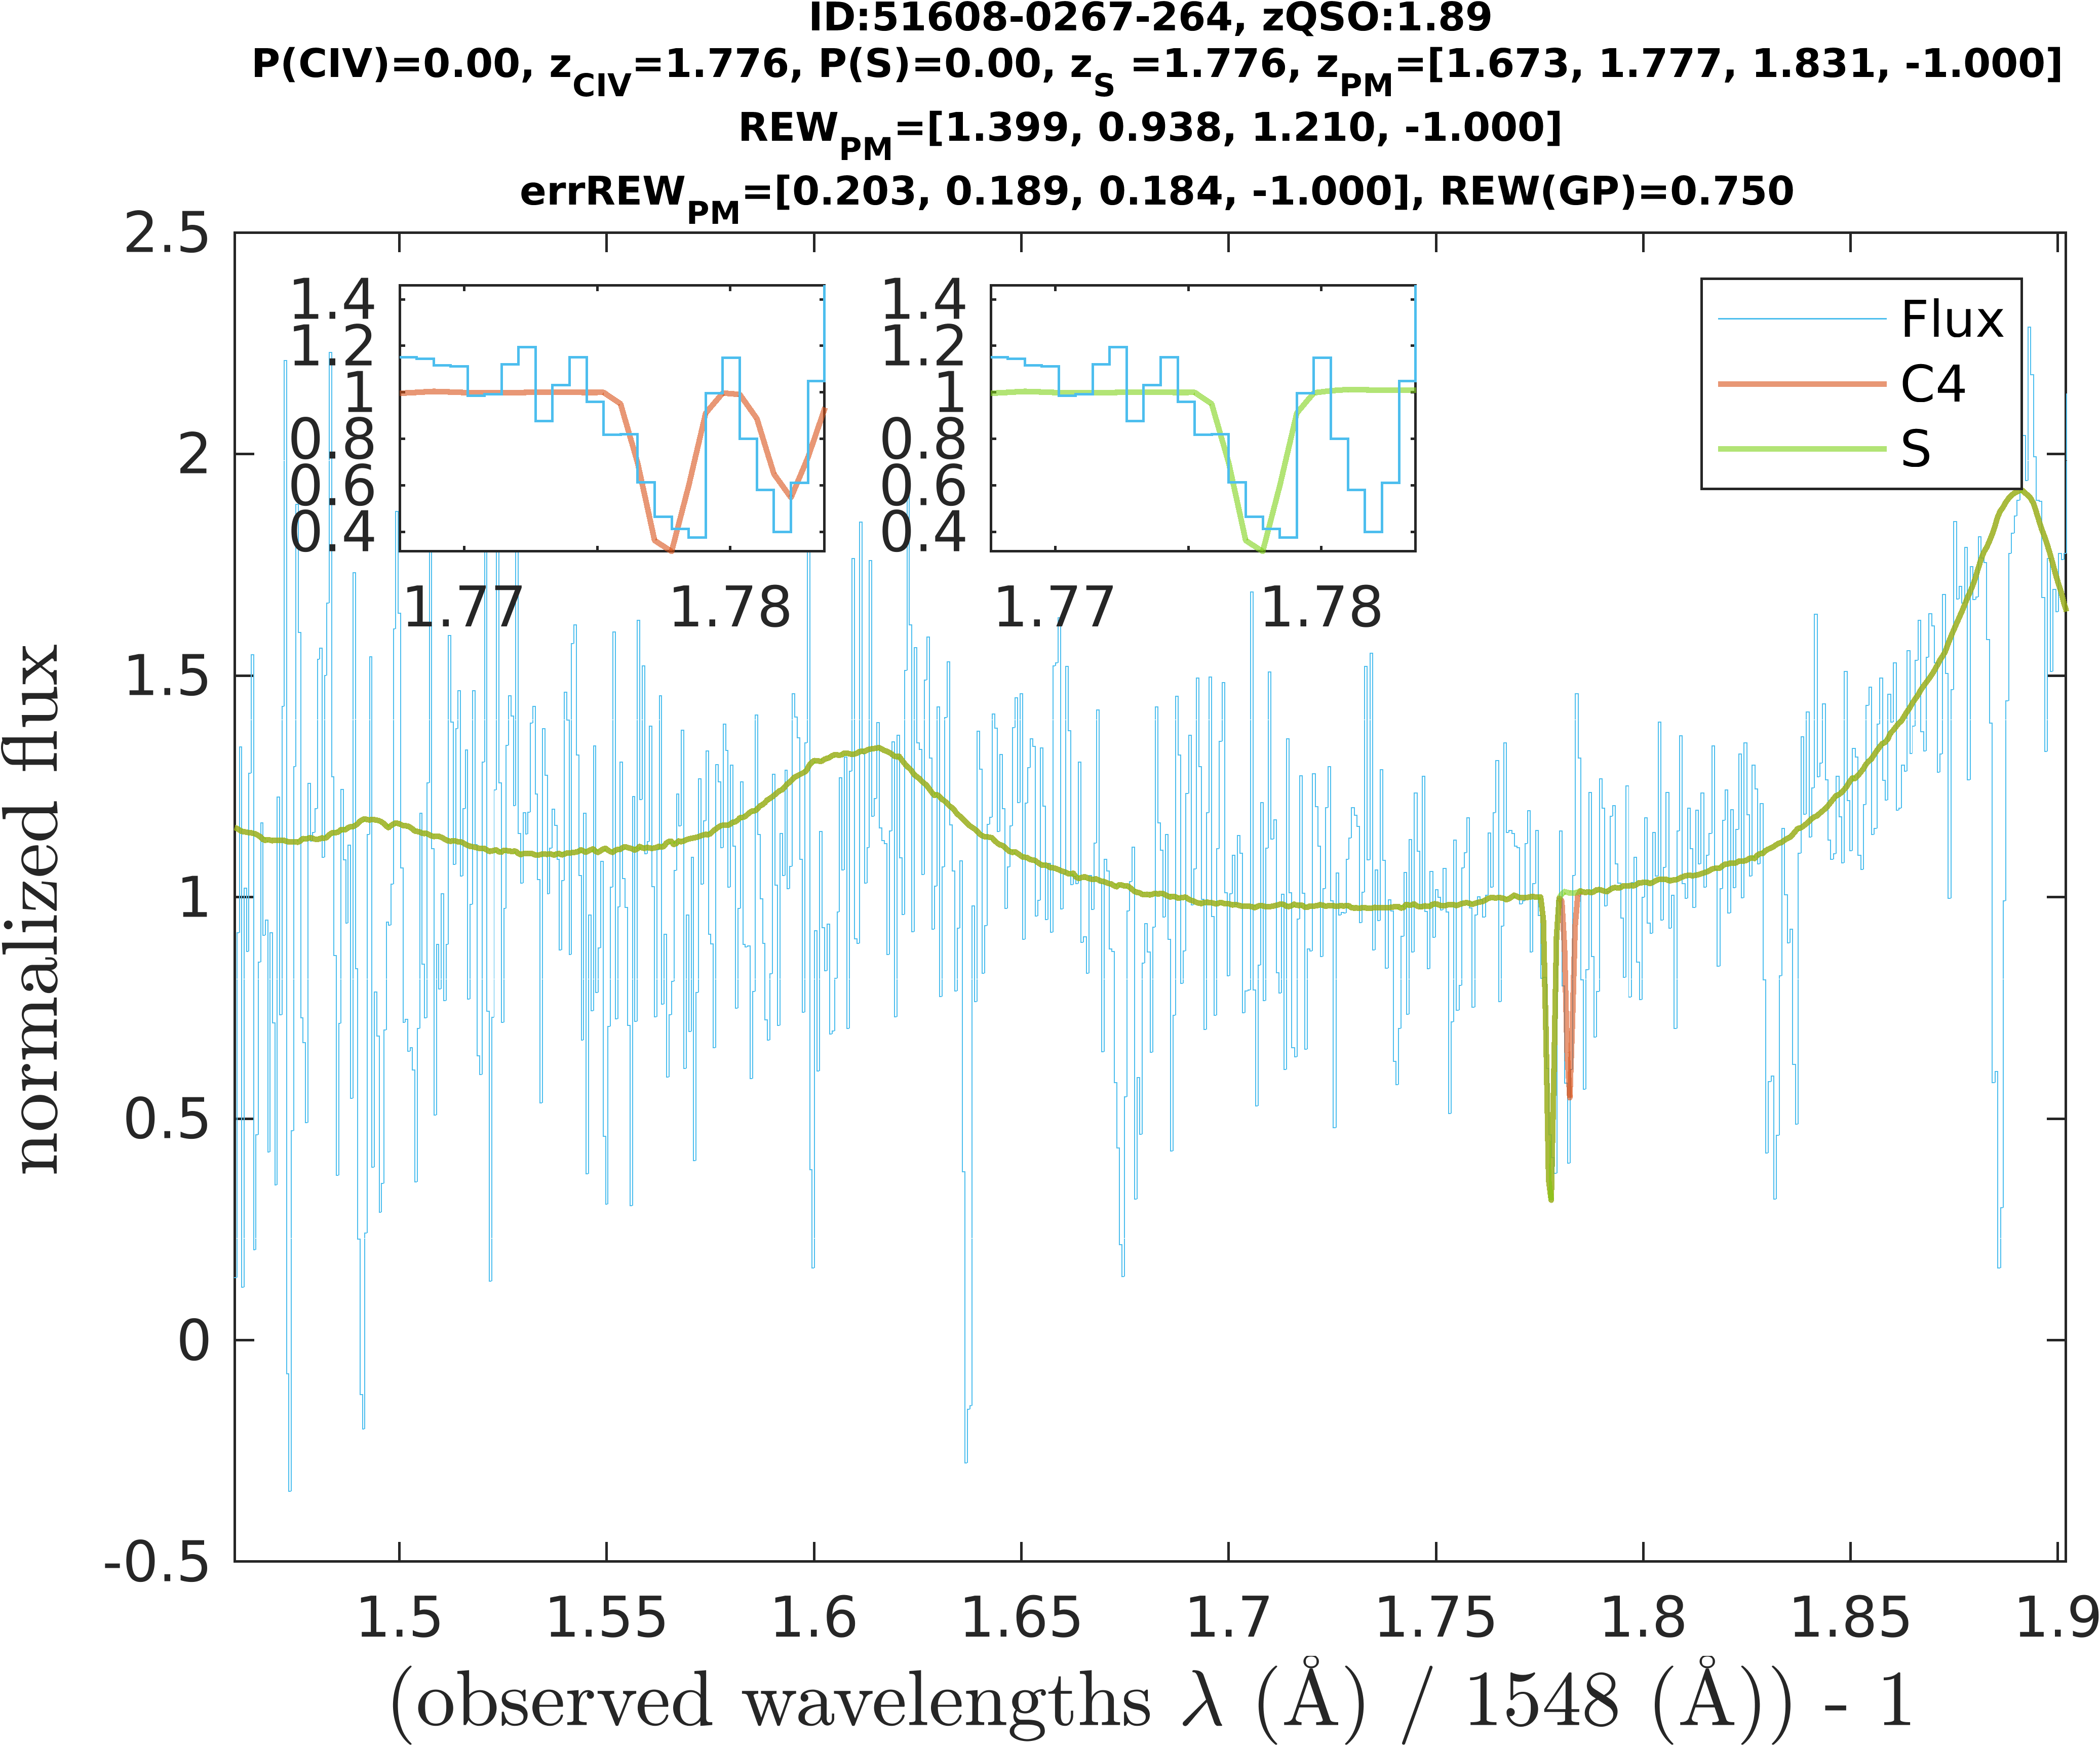 ID:51608-0267-264, zQSO:1.89
P(CIV)=0.00, zCIV=1.776, P(S)=0.00, zS =1.776, zPM=[1.673, 1.777, 1.831, -1.000]
REWPM=[1.399, 0.938, 1.210, -1.000]
errREWPM=[0.203, 0.189, 0.184, -1.000], REW(GP)=0.750
2.5
2
1.5
1
0.5
0
-0.5
normalized flux
1.4
1.2
1
0.8
0.6
0.4
1.77 1.78
1.4
1.2
1
0.8
0.6
0.4
1.77 1.78
Flux
C4
S
1.5 1.55 1.6 1.65 1.7 1.75 1.8 1.85 1.9
(observed wavelengths λ (Å) / 1548 (Å)) - 1